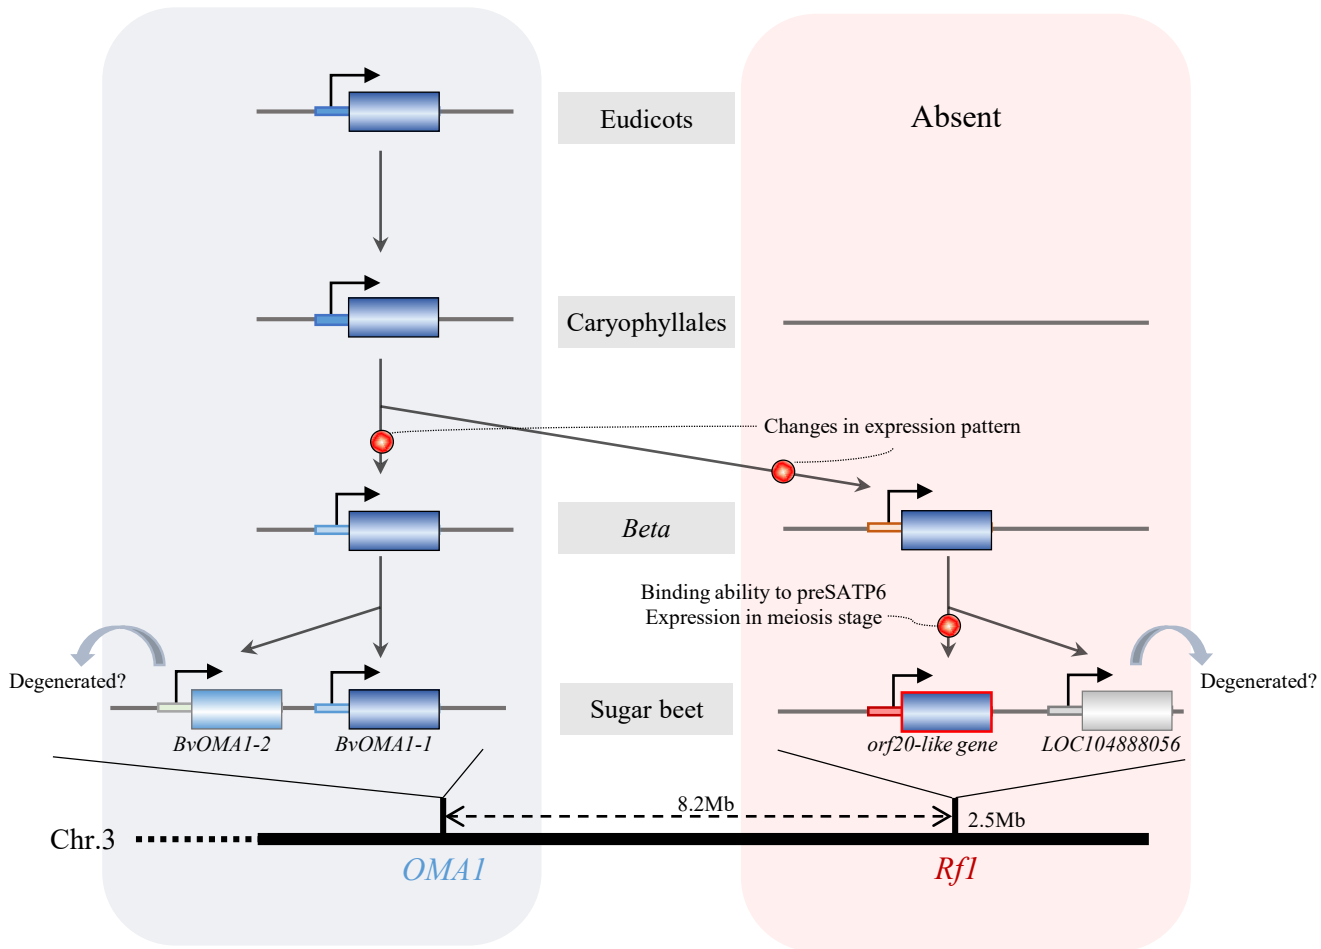 Eudicots
Absent
Caryophyllales
Changes in expression pattern
Beta
Binding ability to preSATP6
Expression in meiosis stage
Degenerated?
Degenerated?
Sugar beet
BvOMA1-2
BvOMA1-1
orf20-like gene
LOC104888056
8.2Mb
2.5Mb
Chr.3
OMA1
Rf1